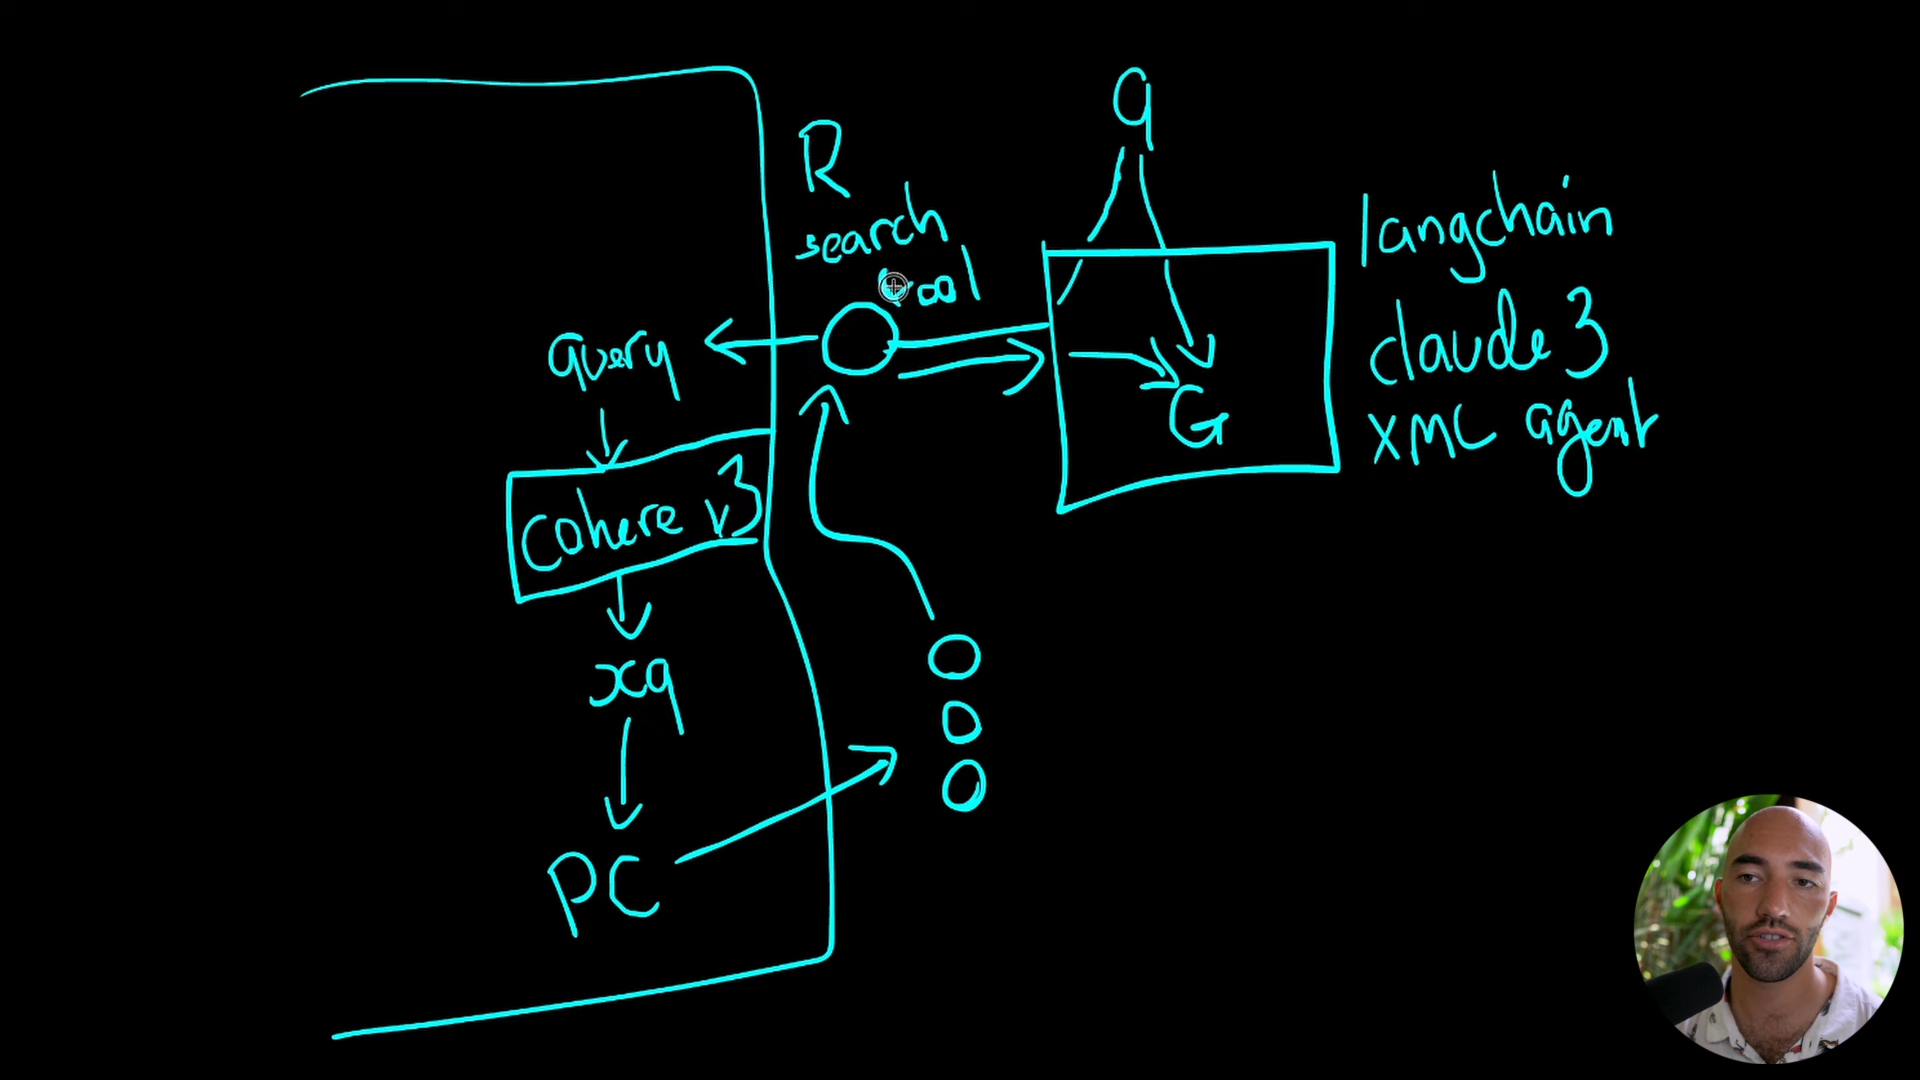 q
R
search
tool
langchain
claude 3
XML agent
query
G
cohere v3
xq
PC